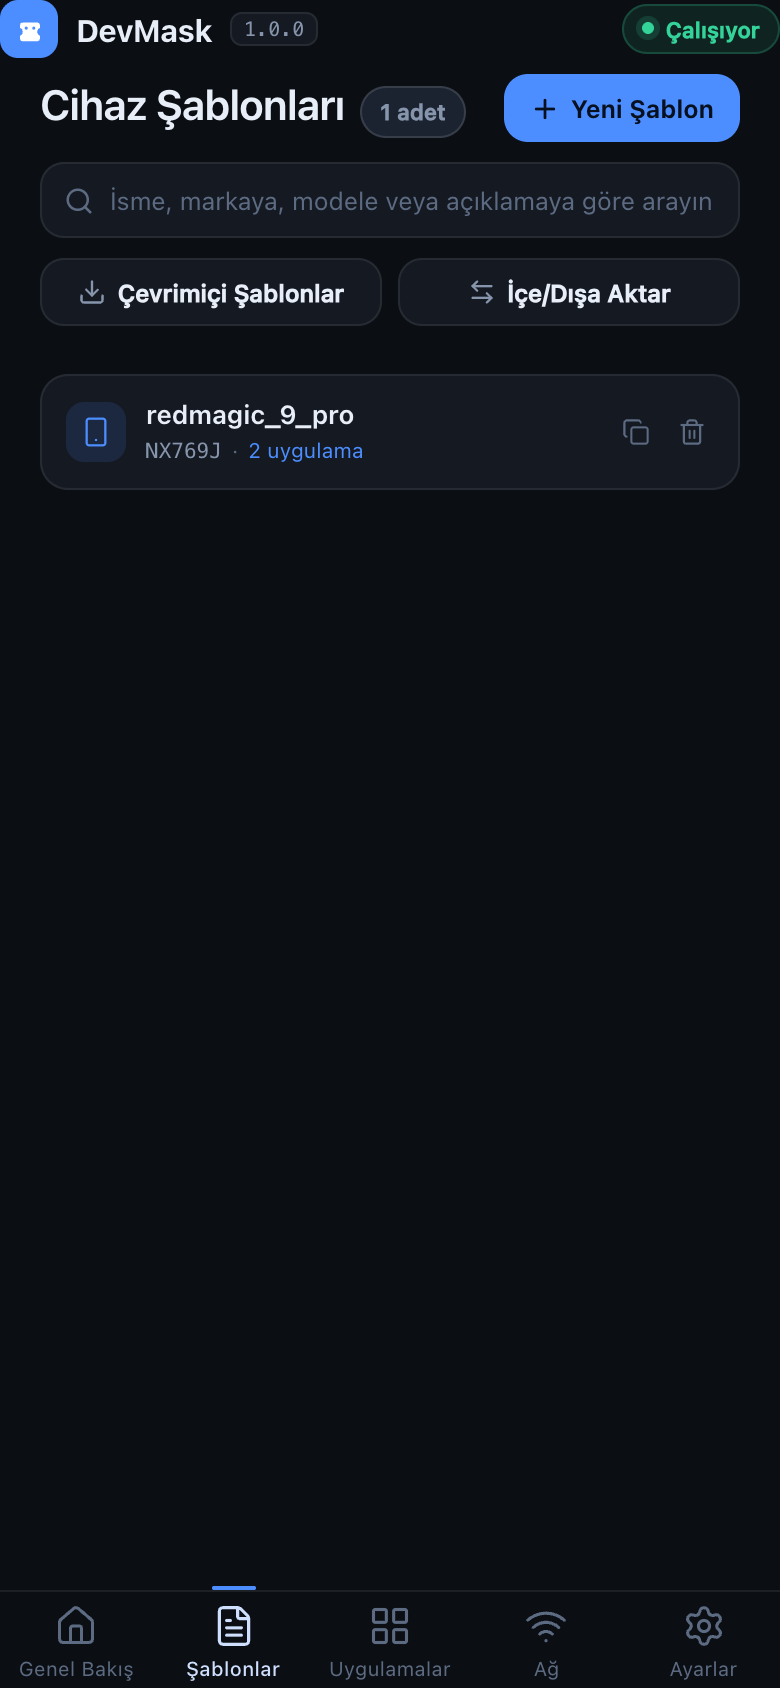 DevMask 1.0.0 Çalışıyor
Cihaz Şablonları 1 adet + Yeni Şablon
İsme, markaya, modele veya açıklamaya göre arayın
Çevrimiçi Şablonlar İçe/Dışa Aktar
redmagic_9_pro
NX769J · 2 uygulama
Genel Bakış Şablonlar Uygulamalar Ağ Ayarlar